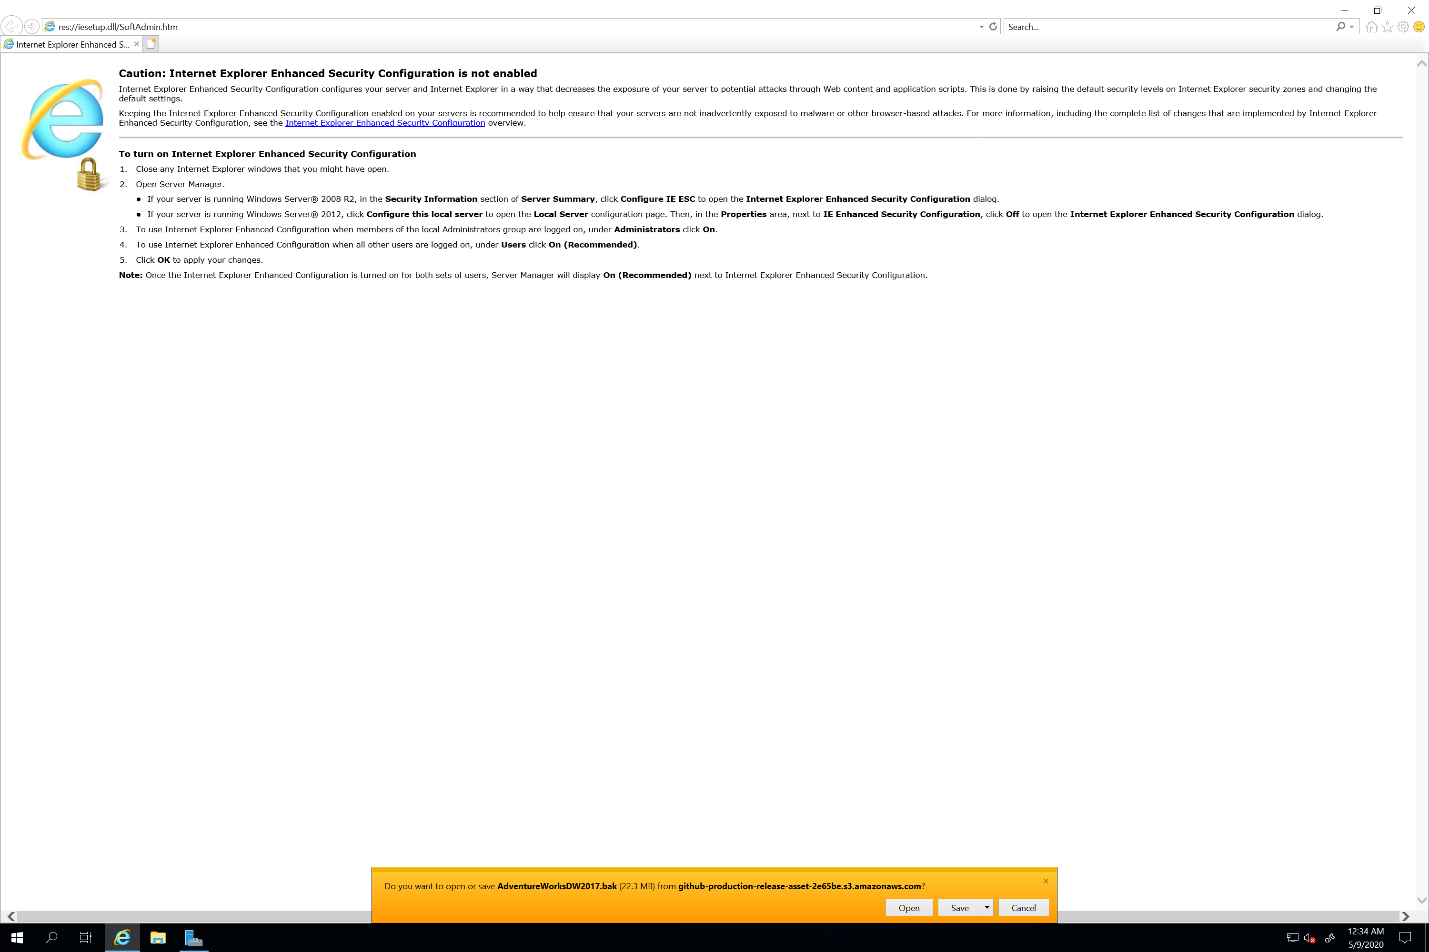 res://iesetup.dll/SoftAdmin.htm
Search...
Internet Explorer Enhanced S...
Caution: Internet Explorer Enhanced Security Configuration is not enabled
Internet Explorer Enhanced Security Configuration configures your server and Internet Explorer in a way that decreases the exposure of your server to potential attacks through Web content and application scripts. This is done by raising the default security levels on Internet Explorer security zones and changing the
default settings.
Keeping the Internet Explorer Enhanced Security Configuration enabled on your servers is recommended to help ensure that your servers are not inadvertently exposed to malware or other browser-based attacks. For more information, including the complete list of changes that are implemented by Internet Explorer
Enhanced Security Configuration, see the Internet Explorer Enhanced Security Configuration overview.
To turn on Internet Explorer Enhanced Security Configuration
1. Close any Internet Explorer windows that you might have open.
2. Open Server Manager.
• If your server is running Windows Server® 2008 R2, in the Security Information section of Server Summary, click Configure IE ESC to open the Internet Explorer Enhanced Security Configuration dialog.
• If your server is running Windows Server® 2012, click Configure this local server to open the Local Server configuration page. Then, in the Properties area, next to IE Enhanced Security Configuration, click Off to open the Internet Explorer Enhanced Security Configuration dialog.
3. To use Internet Explorer Enhanced Configuration when members of the local Administrators group are logged on, under Administrators click On.
4. To use Internet Explorer Enhanced Configuration when all other users are logged on, under Users click On (Recommended).
5. Click OK to apply your changes.
Note: Once the Internet Explorer Enhanced Configuration is turned on for both sets of users, Server Manager will display On (Recommended) next to Internet Explorer Enhanced Security Configuration.
Do you want to open or save AdventureWorksDW2017.bak (22.3 MB) from github-production-release-asset-2e65be.s3.amazonaws.com?
Open Save Cancel
12:34 AM
5/9/2020